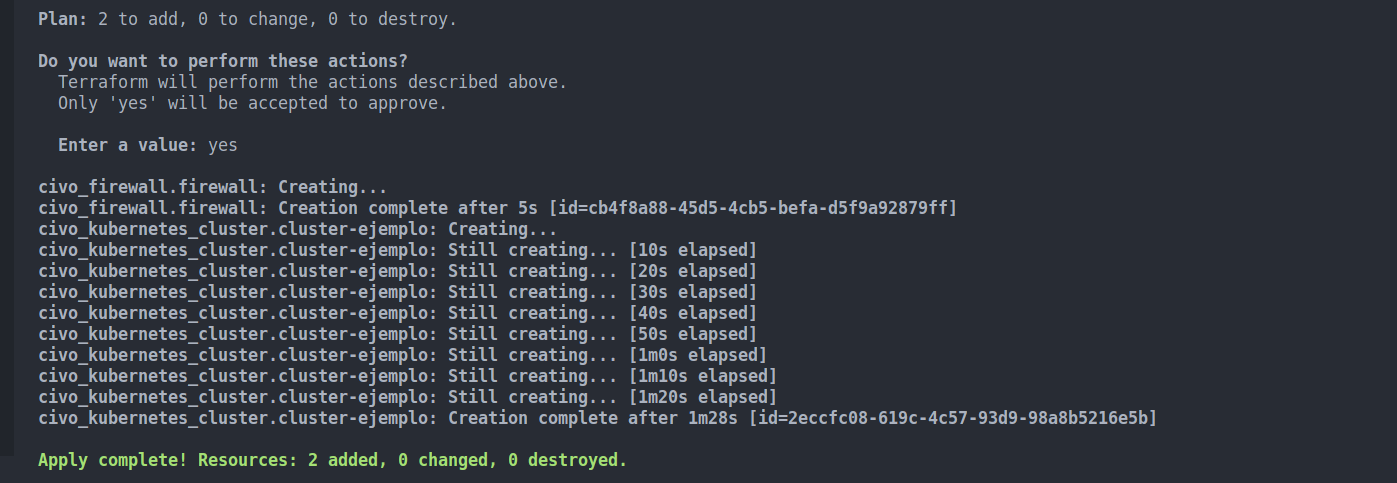 Plan: 2 to add, 0 to change, 0 to destroy.
Do you want to perform these actions?
Terraform will perform the actions described above.
Only 'yes' will be accepted to approve.
Enter a value: yes
civo_firewall.firewall: Creating...
civo_firewall.firewall: Creation complete after 5s [id=cb4f8a88-45d5-4cb5-befa-d5f9a92879ff]
civo_kubernetes_cluster.cluster-ejemplo: Creating...
civo_kubernetes_cluster.cluster-ejemplo: Still creating... [10s elapsed]
civo_kubernetes_cluster.cluster-ejemplo: Still creating... [20s elapsed]
civo_kubernetes_cluster.cluster-ejemplo: Still creating... [30s elapsed]
civo_kubernetes_cluster.cluster-ejemplo: Still creating... [40s elapsed]
civo_kubernetes_cluster.cluster-ejemplo: Still creating... [50s elapsed]
civo_kubernetes_cluster.cluster-ejemplo: Still creating... [1m0s elapsed]
civo_kubernetes_cluster.cluster-ejemplo: Still creating... [1m10s elapsed]
civo_kubernetes_cluster.cluster-ejemplo: Still creating... [1m20s elapsed]
civo_kubernetes_cluster.cluster-ejemplo: Creation complete after 1m28s [id=2eccfc08-619c-4c57-93d9-98a8b5216e5b]
Apply complete! Resources: 2 added, 0 changed, 0 destroyed.